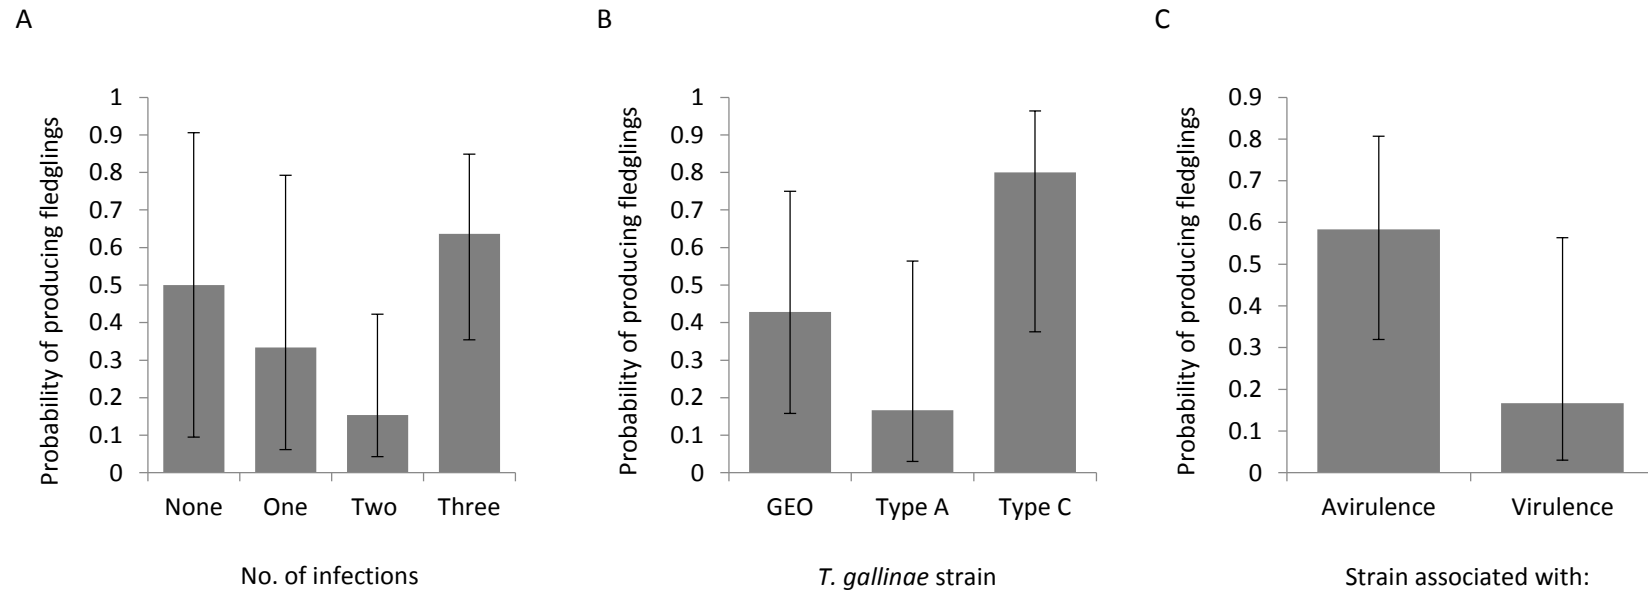 A
Probability of producing fledglings
1
0.9
0.8
0.7
0.6
0.5
0.4
0.3
0.2
0.1
0
None One Two Three
No. of infections
B
Probability of producing fledglings
1
0.9
0.8
0.7
0.6
0.5
0.4
0.3
0.2
0.1
0
GEO Type A Type C
T. gallinae strain
C
Probability of producing fledglings
0.9
0.8
0.7
0.6
0.5
0.4
0.3
0.2
0.1
0
Avirulence Virulence
Strain associated with: